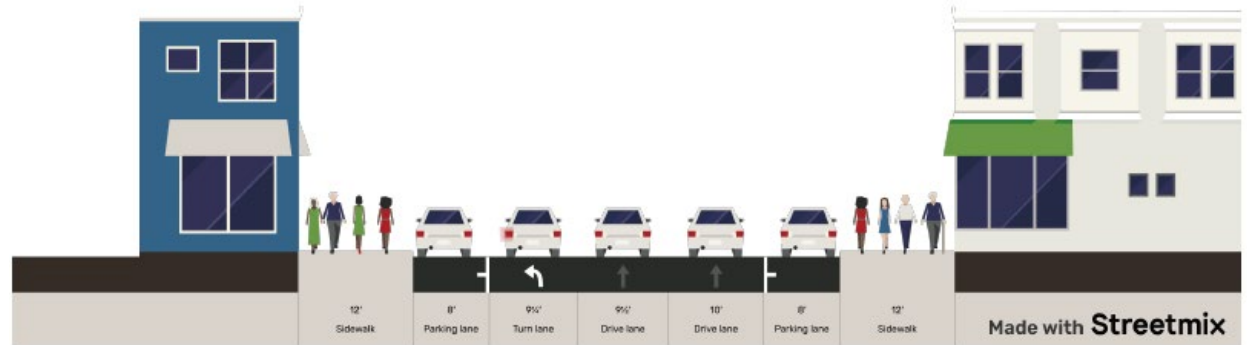 12'
Sidewalk
8'
Parking lane
9½'
Turn lane
9½'
Drive lane
10'
Drive lane
8'
Parking lane
12'
Sidewalk
Made with Streetmix